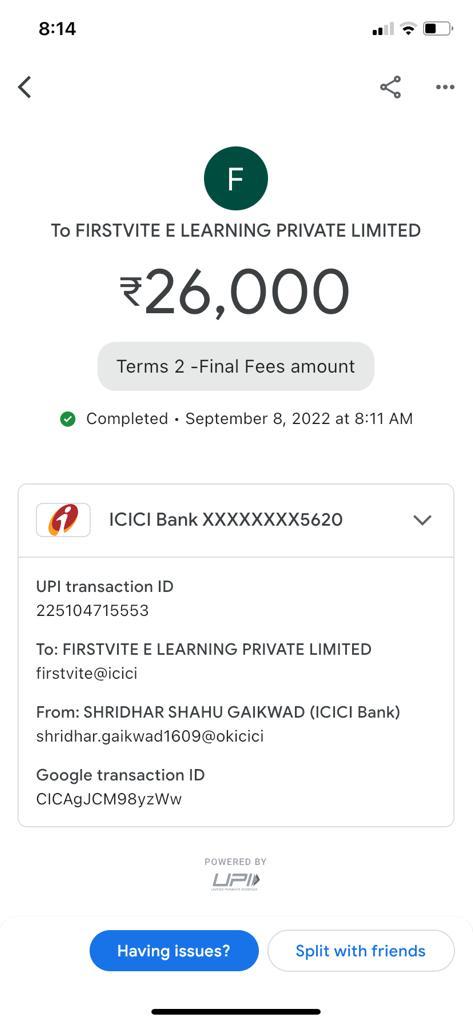 8:14
F
To FIRSTVITE E LEARNING PRIVATE LIMITED
₹26,000
Terms 2 -Final Fees amount
Completed • September 8, 2022 at 8:11 AM
ICICI Bank XXXXXXXX5620
UPI transaction ID
225104715553
To: FIRSTVITE E LEARNING PRIVATE LIMITED
firstvite@icici
From: SHRIDHAR SHAHU GAIKWAD (ICICI Bank)
shridhar.gaikwad1609@okicici
Google transaction ID
CICAgJCM98yzWw
POWERED BY
UPI
Having issues?
Split with friends